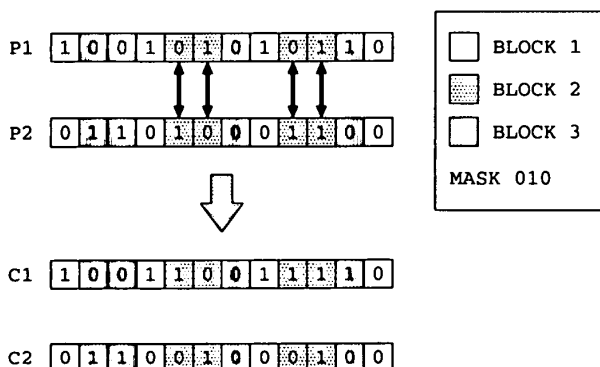 P1 1 0 0 1 0 1 0 1 0 1 1 0
P2 0 1 1 0 1 0 0 0 1 1 0 0
C1 1 0 0 1 1 0 0 1 1 1 1 0
C2 0 1 1 0 0 1 0 0 0 1 0 0
BLOCK 1
BLOCK 2
BLOCK 3
MASK 010